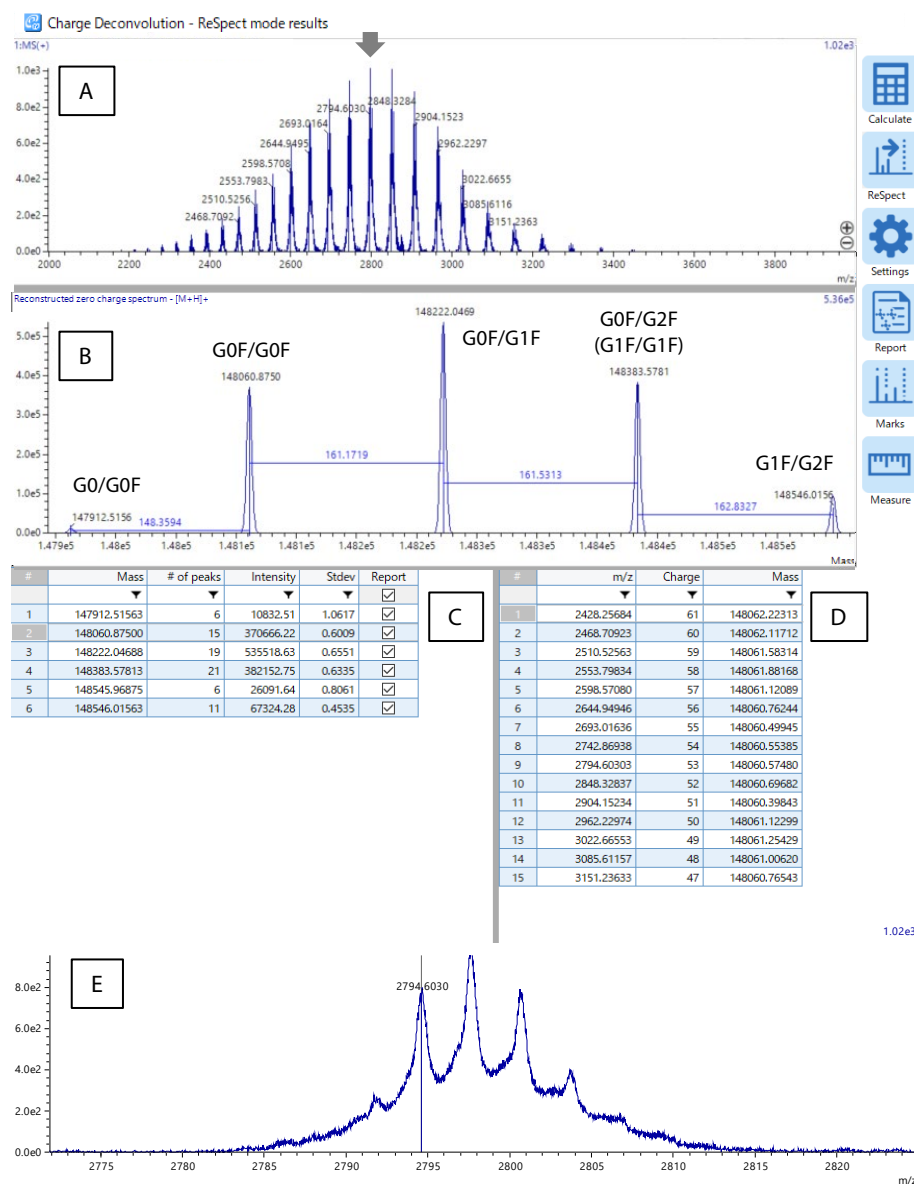 Charge Deconvolution - ReSpect mode results
1:MS(+) 1.02e3
A
1.0e3
8.0e2
6.0e2
4.0e2
2.0e2
0.0e0
2468.7092
2510.5256
2553.7983
2598.5708
2644.9495
2693.0164
2794.6030
2848.3284
2904.1523
2962.2297
3022.6655
3085.6116
3151.2363
2000 2200 2400 2600 2800 3000 3200 3400 3600 3800
m/z
Calculate
ReSpect
Settings
Report
Marks
Measure
Reconstructed zero charge spectrum - [M+H]+ 5.36e5
B
5.0e5
4.0e5
3.0e5
2.0e5
1.0e5
0.0e0
G0/G0F
147912.5156
148.3594
G0F/G0F
148060.8750
161.1719
148222.0469
G0F/G1F
161.5313
G0F/G2F
(G1F/G1F)
148383.5781
162.8327
G1F/G2F
148546.0156
1.479e5 1.48e5 1.48e5 1.481e5 1.481e5 1.482e5 1.482e5 1.483e5 1.483e5 1.484e5 1.484e5 1.485e5 1.485e5
Mass
# Mass # of peaks Intensity Stdev Report
1 147912.51563 6 10832.51 1.0617
2 148060.87500 15 370666.22 0.6009
3 148222.04688 19 535518.63 0.6551
4 148383.57813 21 382152.75 0.6335
5 148545.96875 6 26091.64 0.8061
6 148546.01563 11 67324.28 0.4535
C
# m/z Charge Mass
1 2428.25684 61 148062.22313
2 2468.70923 60 148062.11712
3 2510.52563 59 148061.58314
4 2553.79834 58 148061.88168
5 2598.57080 57 148061.12089
6 2644.94946 56 148060.76244
7 2693.01636 55 148060.49945
8 2742.86938 54 148060.55385
9 2794.60303 53 148060.57480
10 2848.32837 52 148060.69682
11 2904.15234 51 148060.39843
12 2962.22974 50 148061.12299
13 3022.66553 49 148061.25429
14 3085.61157 48 148061.00620
15 3151.23633 47 148060.76543
D
1.02e3
E
8.0e2
6.0e2
4.0e2
2.0e2
0.0e0
2794.6030
2775 2780 2785 2790 2795 2800 2805 2810 2815 2820
m/z